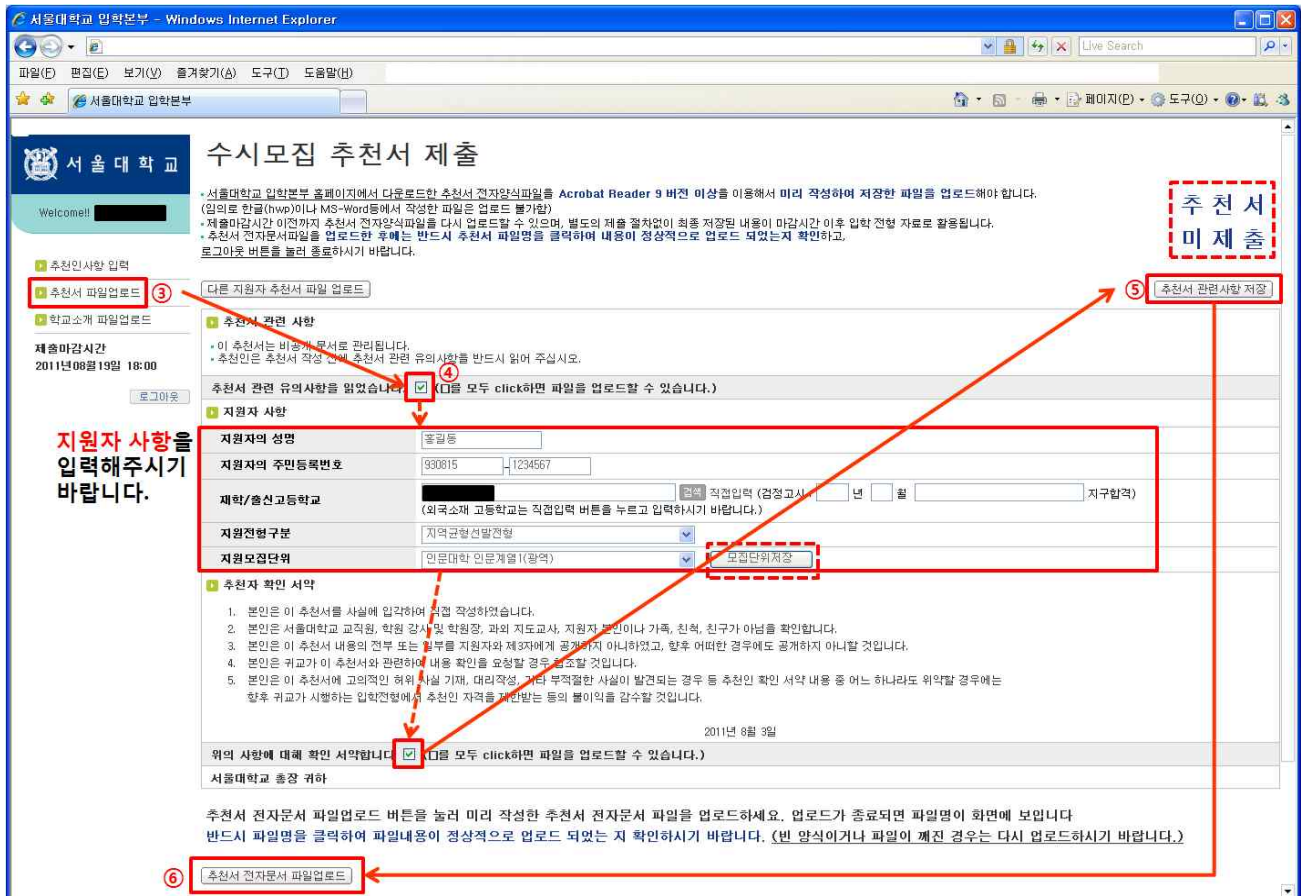 서울대학교 입학본부 - Windows Internet Explorer
Live Search
파일(F) 편집(E) 보기(V) 즐겨찾기(A) 도구(T) 도움말(H)
서울대학교 입학본부
페이지(P) 도구(O)
서울대학교
Welcome!!
추천인사항 입력
추천서 파일업로드 ③
학교소개 파일업로드
제출마감시간
2011년08월19일 18:00
로그아웃
지원자 사항을
입력해주시기
바랍니다.
수시모집 추천서 제출
• 서울대학교 입학본부 홈페이지에서 다운로드한 추천서 전자양식파일를 Acrobat Reader 9 버전 이상을 이용해서 미리 작성하여 저장한 파일을 업로드해야 합니다.
(임의로 한글(hwp)이나 MS-Word등에서 작성한 파일은 업로드 불가함)
• 제출마감시간 이전까지 추천서 전자양식파일를 다시 업로드할 수 있으며, 별도의 제출 절차없이 최종 저장된 내용이 마감시간 이후 입학 전형 자료로 활용됩니다.
• 추천서 전자문서파일을 업로드한 후에는 반드시 추천서 파일명을 클릭하여 내용이 정상적으로 업로드 되었는지 확인하고,
로그아웃 버튼을 눌러 종료하시기 바랍니다.
추천서
미제출
다른 지원자 추천서 파일 업로드
⑤ 추천서 관련사항 저장
추천서 관련 사항
• 이 추천서는 비공개 문서로 관리됩니다.
• 추천인은 추천서 작성 전에 추천서 관련 유의사항을 반드시 읽어 주십시오.
④
추천서 관련 유의사항을 읽었습니다. (□를 모두 click하면 파일을 업로드할 수 있습니다.)
지원자 사항
지원자의 성명 홍길동
지원자의 주민등록번호 930815 - 1234567
재학/출신고등학교 검색 직접입력 (검정고시 : 년 월 지구합격)
(외국소재 고등학교는 직접입력 버튼을 누르고 입력하시기 바랍니다.)
지원전형구분 지역균형선발전형
지원모집단위 인문대학 인문계열1(광역) 모집단위저장
추천자 확인 서약
1. 본인은 이 추천서를 사실에 입각하여 직접 작성하였습니다.
2. 본인은 서울대학교 교직원, 학원 강사 및 학원장, 과외 지도교사, 지원자 본인이나 가족, 친척, 친구가 아님을 확인합니다.
3. 본인은 이 추천서 내용의 전부 또는 일부를 지원자와 제3자에게 공개하지 아니하였고, 향후 어떠한 경우에도 공개하지 아니할 것입니다.
4. 본인은 귀교가 이 추천서와 관련하여 내용 확인을 요청할 경우 협조할 것입니다.
5. 본인은 이 추천서에 고의적인 허위 사실 기재, 대리작성, 기타 부적절한 사실이 발견되는 경우 등 추천인 확인 서약 내용 중 어느 하나라도 위약할 경우에는
향후 귀교가 시행하는 입학전형에서 추천인 자격을 제한받는 등의 불이익을 감수할 것입니다.
2011년 8월 3일
위의 사항에 대해 확인 서약합니다. (□를 모두 click하면 파일을 업로드할 수 있습니다.)
서울대학교 총장 귀하
추천서 전자문서 파일업로드 버튼을 눌러 미리 작성한 추천서 전자문서 파일을 업로드하세요. 업로드가 종료되면 파일명이 화면에 보입니다
반드시 파일명을 클릭하여 파일내용이 정상적으로 업로드 되었는 지 확인하시기 바랍니다. (빈 양식이거나 파일이 깨진 경우는 다시 업로드하시기 바랍니다.)
⑥ 추천서 전자문서 파일업로드